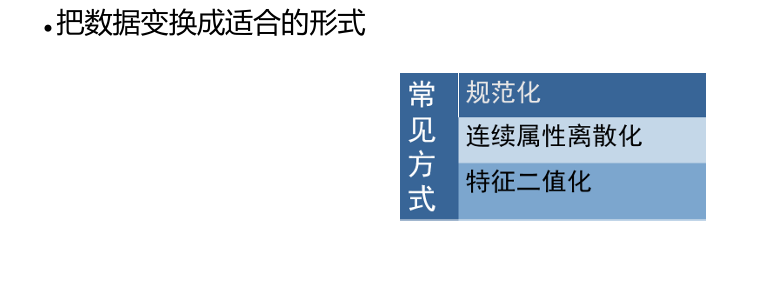 •把数据变换成适合的形式
常见方式
规范化
连续属性离散化
特征二值化